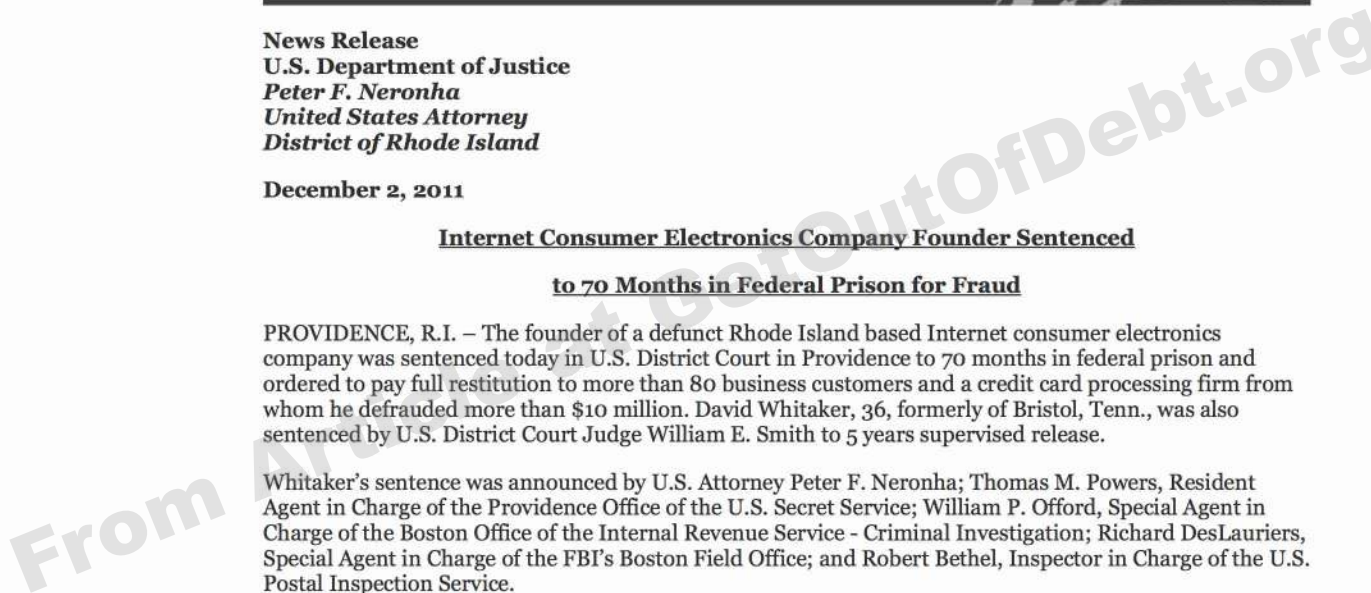 News Release
U.S. Department of Justice
Peter F. Neronha
United States Attorney
District of Rhode Island
December 2, 2011
Internet Consumer Electronics Company Founder Sentenced
to 70 Months in Federal Prison for Fraud
PROVIDENCE, R.I. – The founder of a defunct Rhode Island based Internet consumer electronics
company was sentenced today in U.S. District Court in Providence to 70 months in federal prison and
ordered to pay full restitution to more than 80 business customers and a credit card processing firm from
whom he defrauded more than $10 million. David Whitaker, 36, formerly of Bristol, Tenn., was also
sentenced by U.S. District Court Judge William E. Smith to 5 years supervised release.
Whitaker's sentence was announced by U.S. Attorney Peter F. Neronha; Thomas M. Powers, Resident
Agent in Charge of the Providence Office of the U.S. Secret Service; William P. Offord, Special Agent in
Charge of the Boston Office of the Internal Revenue Service - Criminal Investigation; Richard DesLauriers,
Special Agent in Charge of the FBI's Boston Field Office; and Robert Bethel, Inspector in Charge of the U.S.
Postal Inspection Service.
From Article at GetOutOfDebt.org